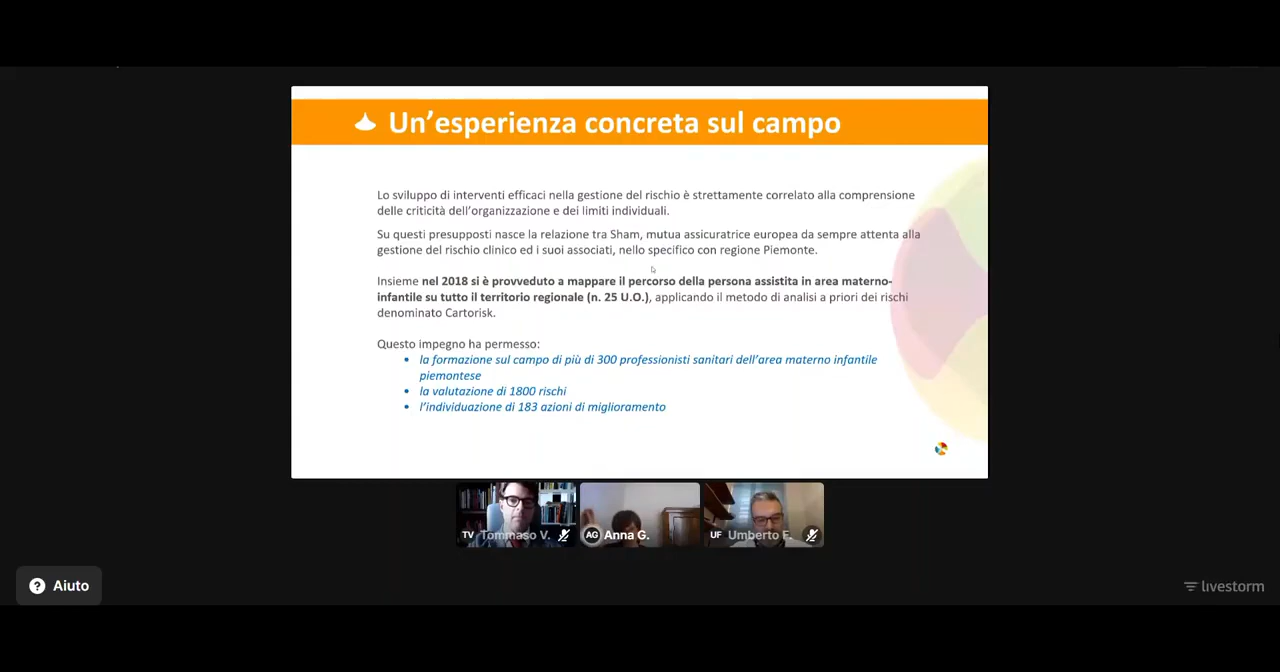 Un'esperienza concreta sul campo
Lo sviluppo di interventi efficaci nella gestione del rischio è strettamente correlato alla comprensione
delle criticità dell'organizzazione e dei limiti individuali.
Su questi presupposti nasce la relazione tra Sham, mutua assicuratrice europea da sempre attenta alla
gestione del rischio clinico ed i suoi associati, nello specifico con regione Piemonte.
Insieme nel 2018 si è provveduto a mappare il percorso della persona assistita in area materno-
infantile su tutto il territorio regionale (n. 25 U.O.), applicando il metodo di analisi a priori dei rischi
denominato Cartorisk.
Questo impegno ha permesso:
• la formazione sul campo di più di 300 professionisti sanitari dell'area materno infantile
piemontese
• la valutazione di 1800 rischi
• l'individuazione di 183 azioni di miglioramento
TV Tommaso V.
AG Anna G.
UF Umberto F.
? Aiuto
livestorm